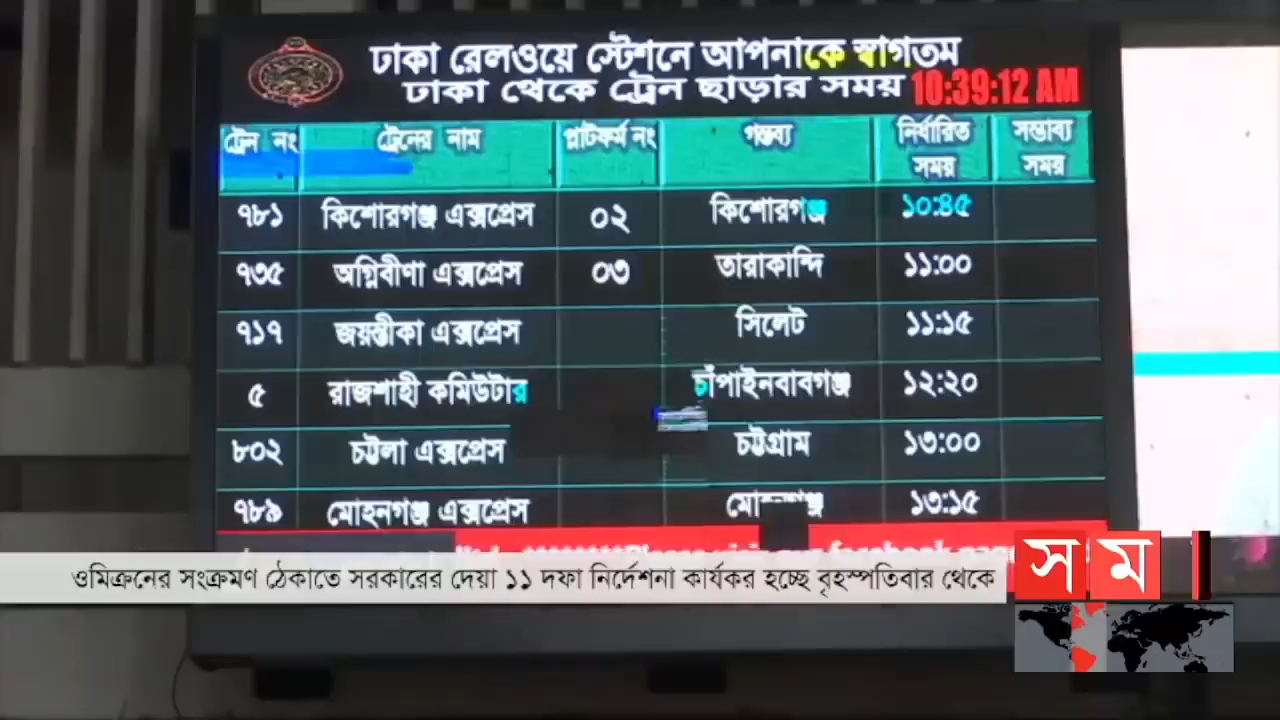 ঢাকা রেলওয়ে স্টেশনে আপনাকে স্বাগতম
ঢাকা থেকে ট্রেন ছাড়ার সময় 10:39:12 AM
ট্রেন নং ট্রেনের নাম প্লাটফর্ম নং গন্তব্য নির্ধারিত সময় সম্ভাব্য সময়
৭৮১ কিশোরগঞ্জ এক্সপ্রেস ০২ কিশোরগঞ্জ ১০:৪৫
৭৩৫ অগ্নিবীণা এক্সপ্রেস ০৩ তারাকান্দি ১১:০০
৭১৭ জয়ন্তীকা এক্সপ্রেস সিলেট ১১:১৫
৫ রাজশাহী কমিউটার চাঁপাইনবাবগঞ্জ ১২:২০
৮০২ চট্টলা এক্সপ্রেস চট্টগ্রাম ১৩:০০
৭৮৯ মোহনগঞ্জ এক্সপ্রেস ১৩:১৫
ওমিক্রনের সংক্রমণ ঠেকাতে সরকারের দেয়া ১১ দফা নির্দেশনা কার্যকর হচ্ছে বৃহস্পতিবার থেকে
সম